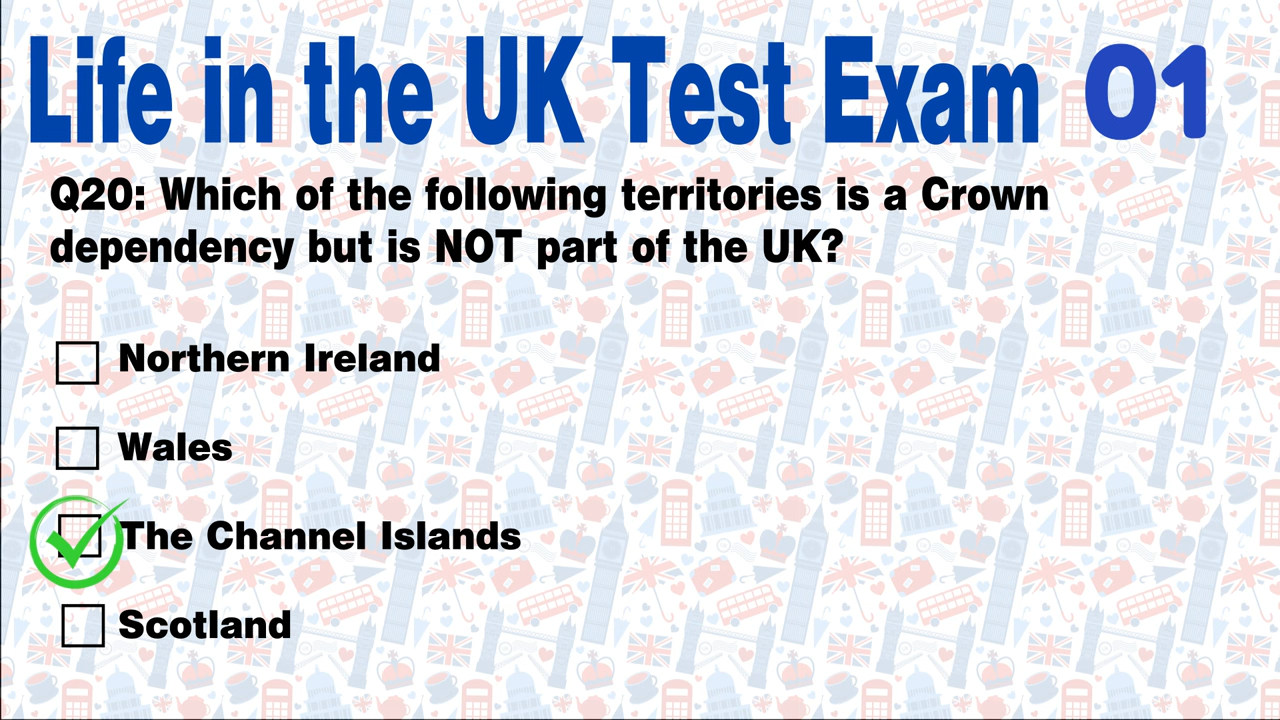 Life in the UK Test Exam 01
Q20: Which of the following territories is a Crown
dependency but is NOT part of the UK?
Northern Ireland
Wales
The Channel Islands
Scotland